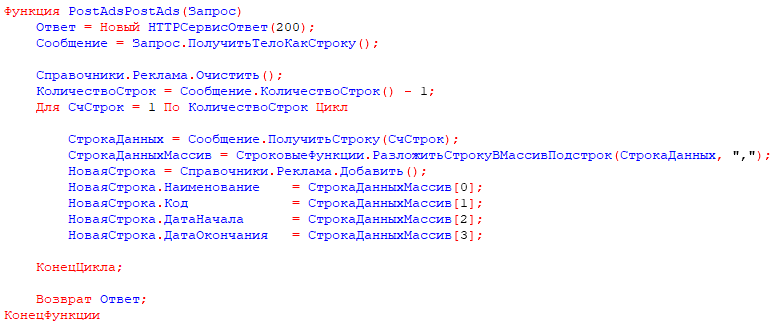 Функция PostAdsPostAds(Запрос)
Ответ = Новый HTTPСервисОтвет(200);
Сообщение = Запрос.ПолучитьТелоКакСтроку();
Справочники.Реклама.Очистить();
КоличествоСтрок = Сообщение.КоличествоСтрок() - 1;
Для СчСтрок = 1 По КоличествоСтрок Цикл
СтрокаДанных = Сообщение.ПолучитьСтроку(СчСтрок);
СтрокаДанныхМассив = СтроковыеФункции.РазложитьСтрокуВМассивПодстрок(СтрокаДанных, ",");
НоваяСтрока = Справочники.Реклама.Добавить();
НоваяСтрока.Наименование = СтрокаДанныхМассив[0];
НоваяСтрока.Код = СтрокаДанныхМассив[1];
НоваяСтрока.ДатаНачала = СтрокаДанныхМассив[2];
НоваяСтрока.ДатаОкончания = СтрокаДанныхМассив[3];
КонецЦикла;
Возврат Ответ;
КонецФункции